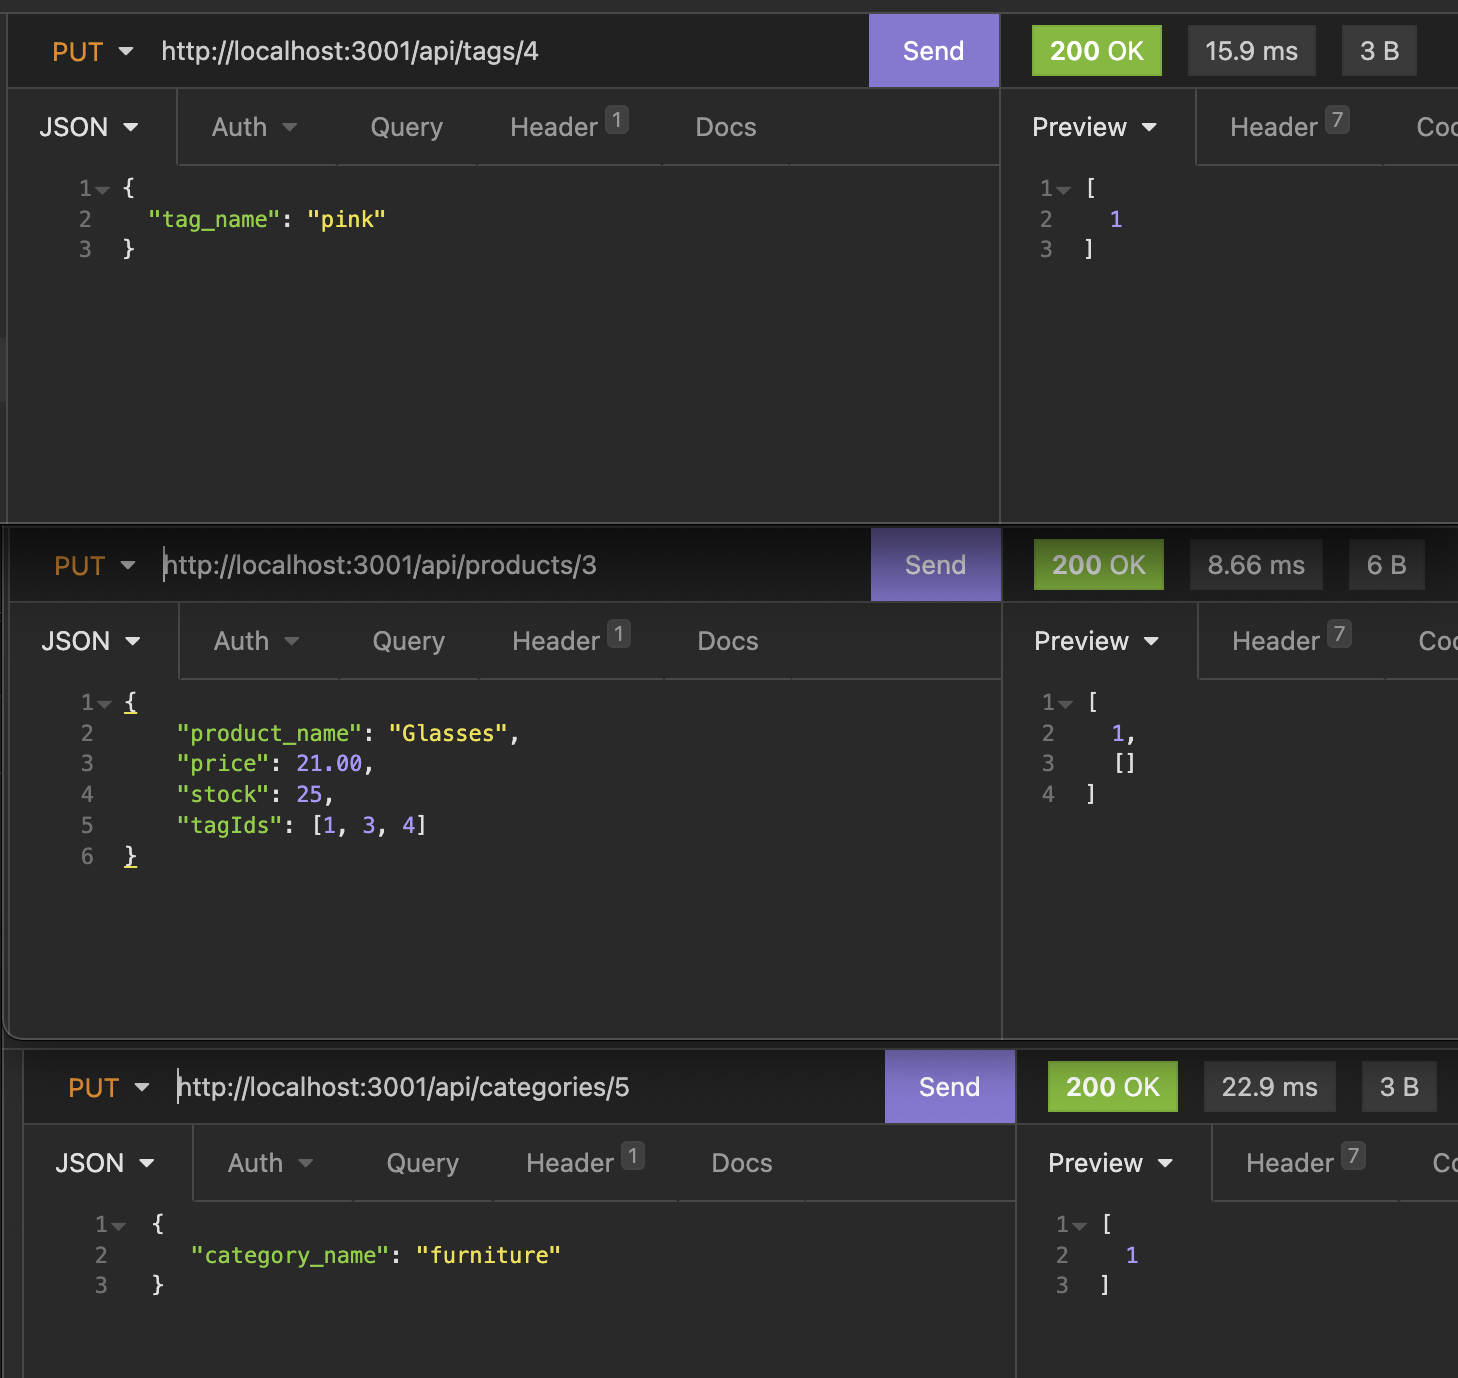 PUT http://localhost:3001/api/tags/4 Send 200 OK 15.9 ms 3 B
JSON Auth Query Header 1 Docs Preview Header 7
1 { 1 [
2 "tag_name": "pink" 2 1
3 } 3 ]
PUT http://localhost:3001/api/products/3 Send 200 OK 8.66 ms 6 B
JSON Auth Query Header 1 Docs Preview Header 7
1 { 1 [
2 "product_name": "Glasses", 2 1,
3 "price": 21.00, 3 []
4 "stock": 25, 4 ]
5 "tagIds": [1, 3, 4]
6 }
PUT http://localhost:3001/api/categories/5 Send 200 OK 22.9 ms 3 B
JSON Auth Query Header 1 Docs Preview Header 7
1 { 1 [
2 "category_name": "furniture" 2 1
3 } 3 ]